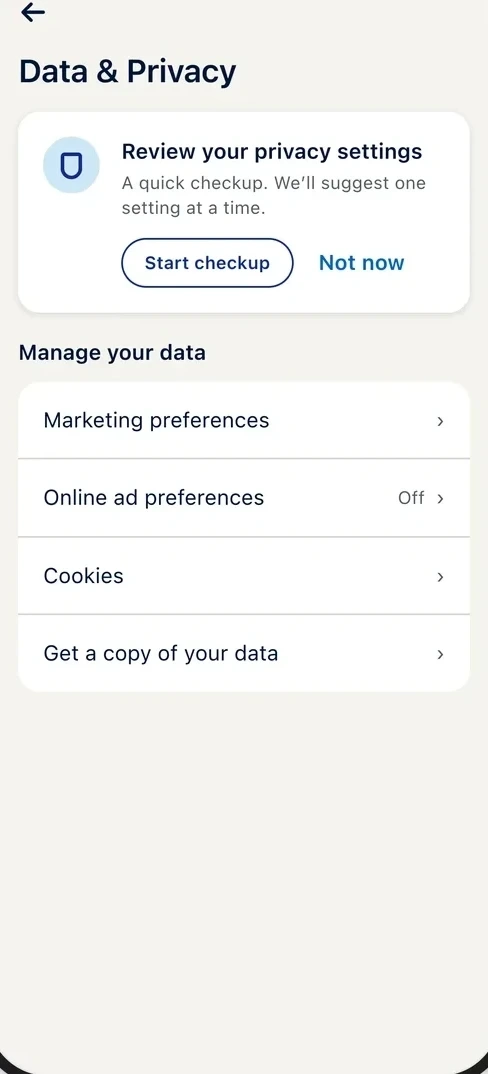 Data & Privacy
Review your privacy settings
A quick checkup. We’ll suggest one
setting at a time.
Start checkup Not now
Manage your data
Marketing preferences
Online ad preferences Off
Cookies
Get a copy of your data